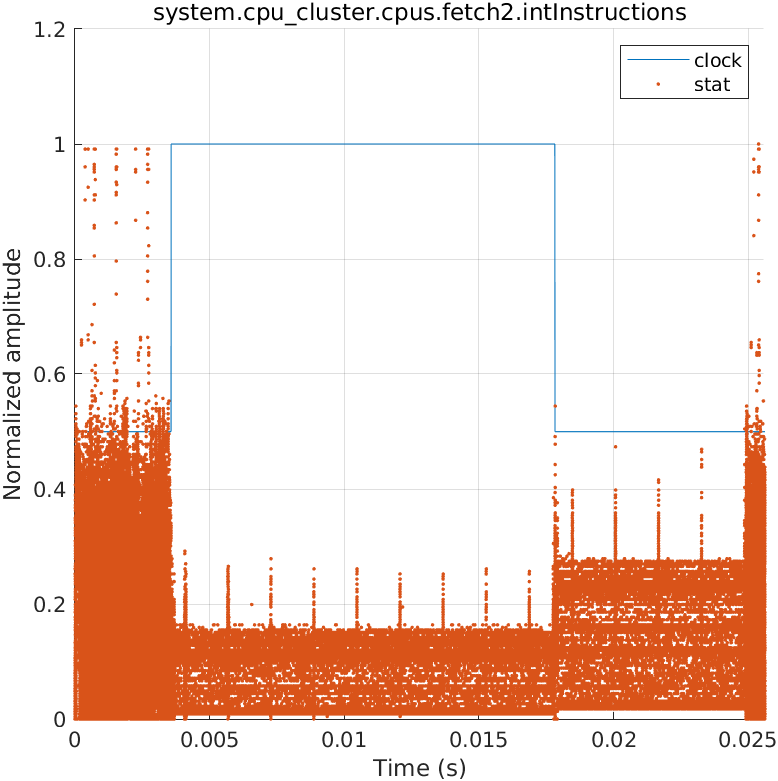 system.cpu_cluster.cpus.fetch2.intInstructions
1.2
clock
stat
1
0.8
Normalized amplitude
0.6
0.4
0.2
0
0 0.005 0.01 0.015 0.02 0.025
Time (s)